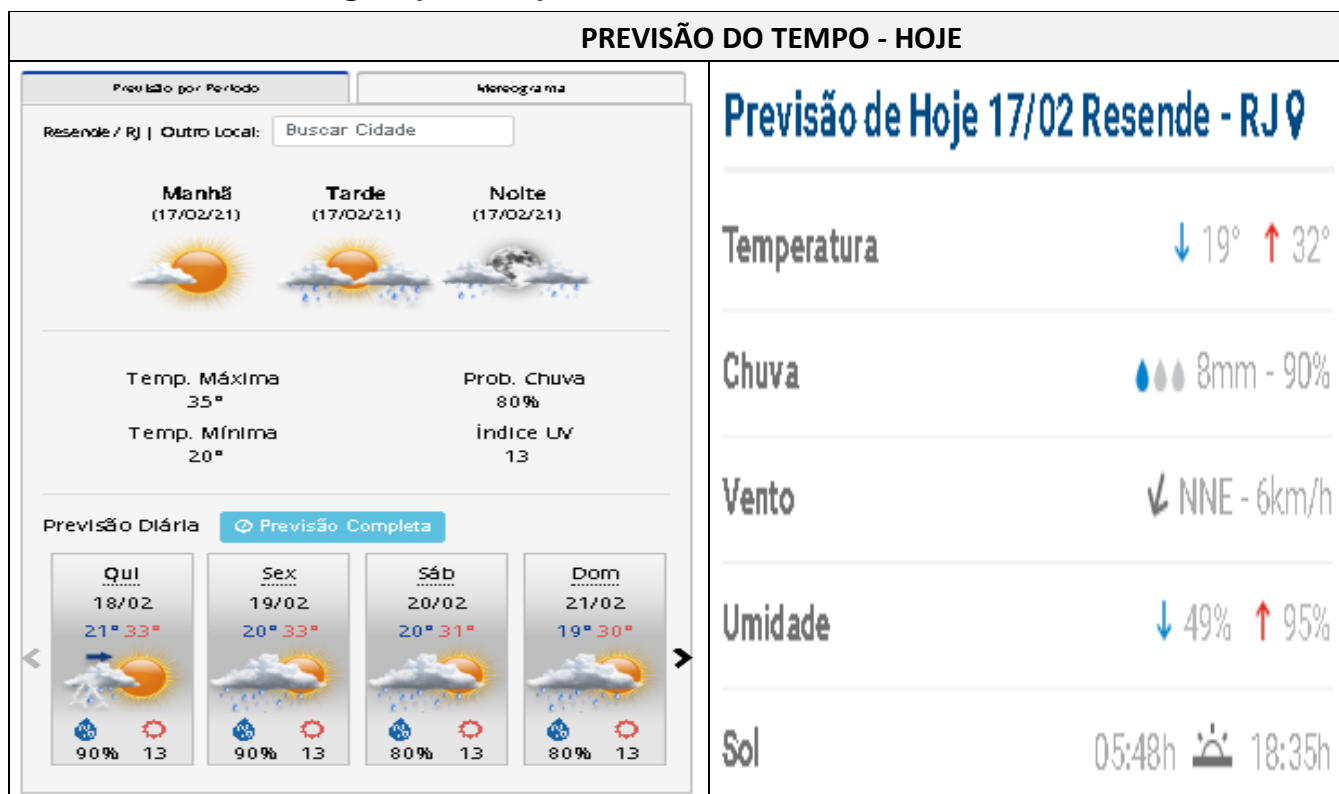 PREVISÃO DO TEMPO - HOJE
Previsão por Período
Meteograma
Resende / RJ | Outro Local: Buscar Cidade
Manhã Tarde Noite
(17/02/21) (17/02/21) (17/02/21)
Temp. Máxima Prob. Chuva
35° 80%
Temp. Mínima Índice UV
20° 13
Previsão Diária Previsão Completa
Qui Sex Sáb Dom
18/02 19/02 20/02 21/02
21° 33° 20° 33° 20° 31° 19° 30°
90% 13 90% 13 80% 13 80% 13
Previsão de Hoje 17/02 Resende - RJ
Temperatura ↓ 19° ↑ 32°
Chuva 8mm - 90%
Vento NNE - 6km/h
Umidade ↓ 49% ↑ 95%
Sol 05:48h 18:35h